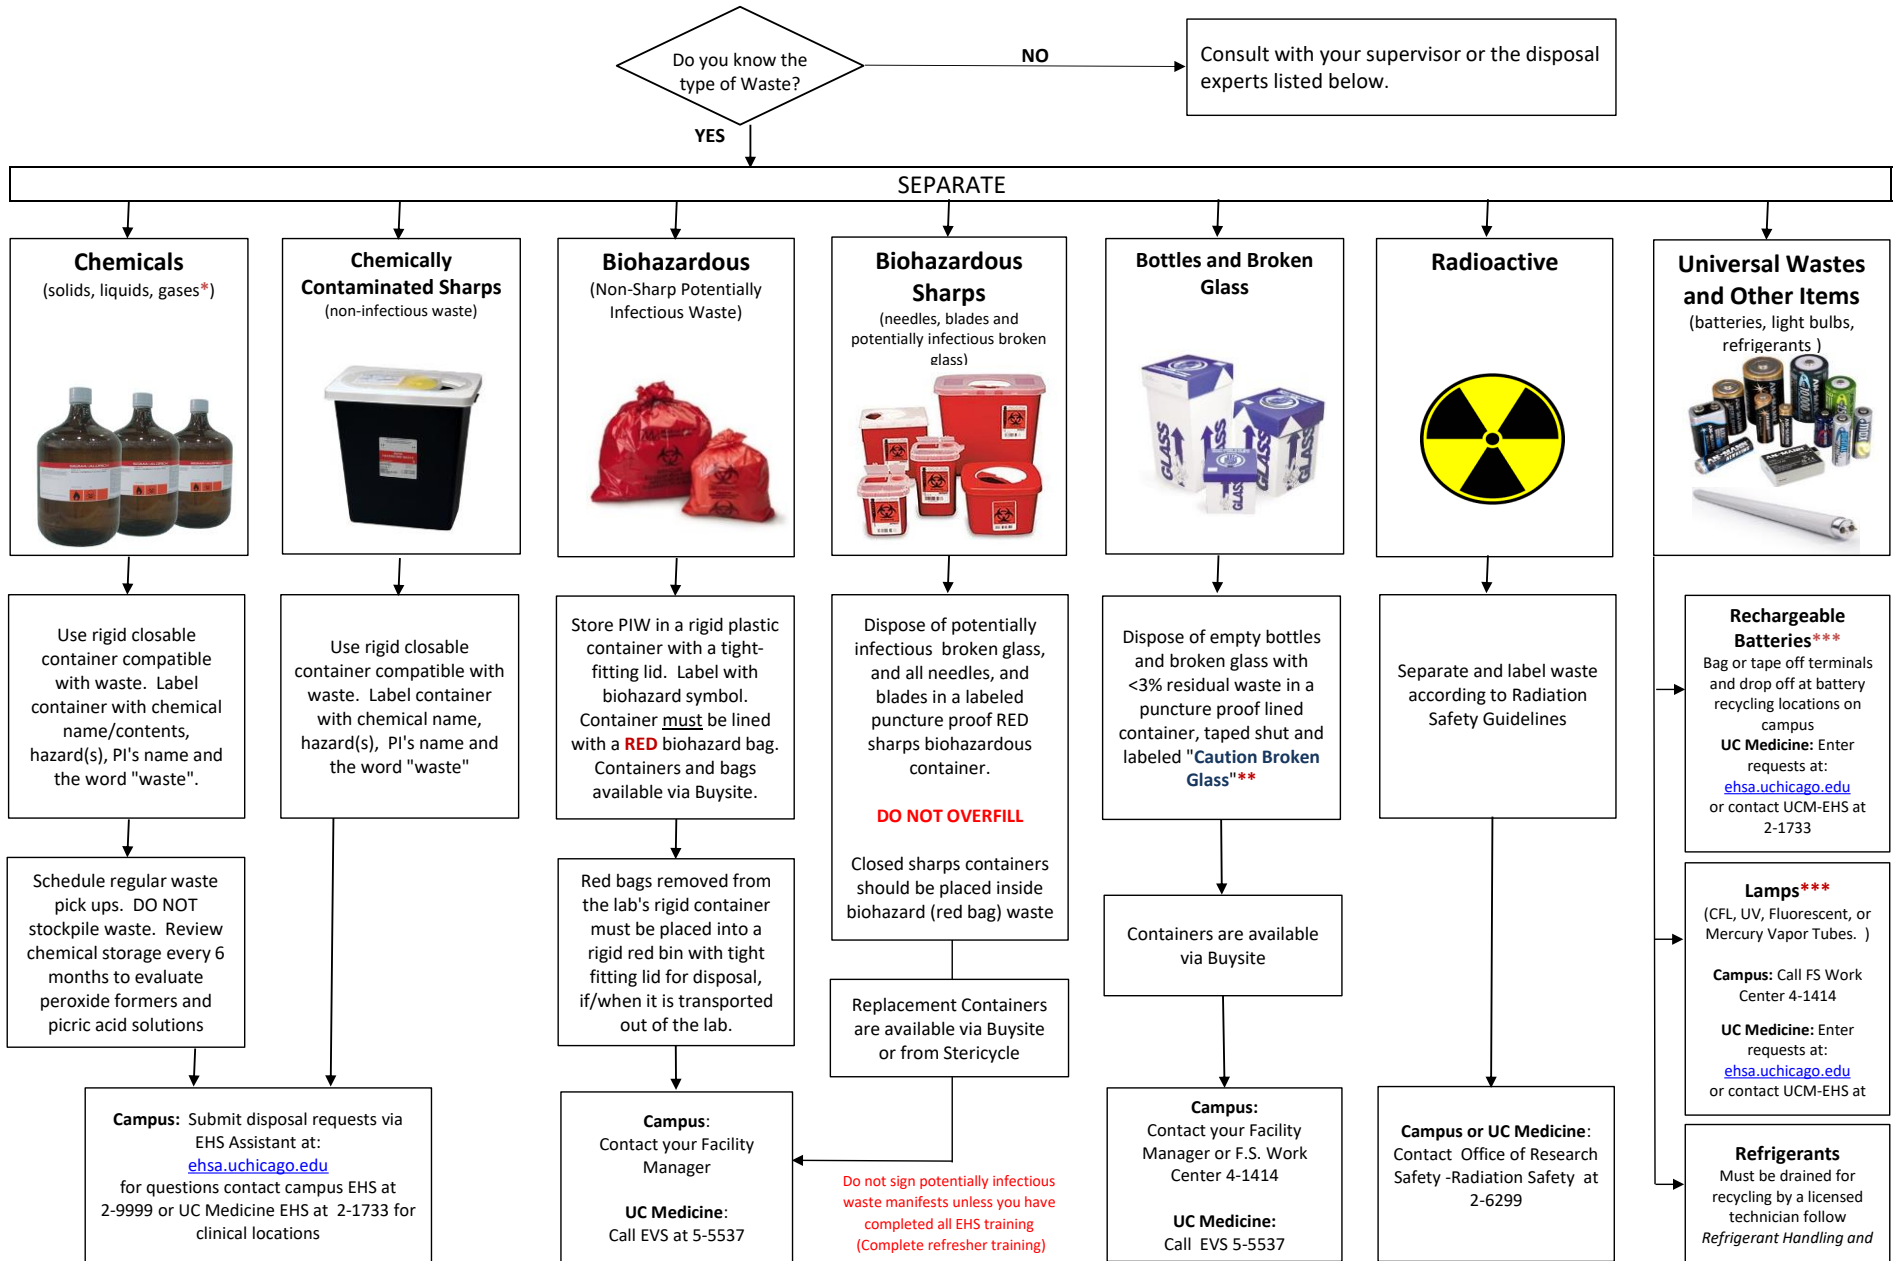 Do you know the
type of Waste?
NO
Consult with your supervisor or the disposal
experts listed below.
YES
SEPARATE
Chemicals
(solids, liquids, gases*)
Chemically
Contaminated Sharps
(non-infectious waste)
Biohazardous
(Non-Sharp Potentially
Infectious Waste)
Biohazardous
Sharps
(needles, blades and
potentially infectious broken
glass)
Bottles and Broken
Glass
GLASS
GLASS
GLASS
Radioactive
Universal Wastes
and Other Items
(batteries, light bulbs,
refrigerants )
Use rigid closable
container compatible
with waste. Label
container with chemical
name/contents,
hazard(s), PI's name and
the word "waste".
Schedule regular waste
pick ups. DO NOT
stockpile waste. Review
chemical storage every 6
months to evaluate
peroxide formers and
picric acid solutions
Use rigid closable
container compatible with
waste. Label container
with chemical name,
hazard(s), PI's name and
the word "waste"
Campus: Submit disposal requests via
EHS Assistant at:
ehsa.uchicago.edu
for questions contact campus EHS at
2-9999 or UC Medicine EHS at 2-1733 for
clinical locations
Store PIW in a rigid plastic
container with a tight-
fitting lid. Label with
biohazard symbol.
Container must be lined
with a RED biohazard bag.
Containers and bags
available via Buysite.
Red bags removed from
the lab's rigid container
must be placed into a
rigid red bin with tight
fitting lid for disposal,
if/when it is transported
out of the lab.
Campus:
Contact your Facility
Manager
UC Medicine:
Call EVS at 5-5537
Dispose of potentially
infectious broken glass,
and all needles, and
blades in a labeled
puncture proof RED
sharps biohazardous
container.
DO NOT OVERFILL
Closed sharps containers
should be placed inside
biohazard (red bag) waste
Replacement Containers
are available via Buysite
or from Stericycle
Do not sign potentially infectious
waste manifests unless you have
completed all EHS training
(Complete refresher training)
Dispose of empty bottles
and broken glass with
<3% residual waste in a
puncture proof lined
container, taped shut and
labeled "Caution Broken
Glass"**
Containers are available
via Buysite
Campus:
Contact your Facility
Manager or F.S. Work
Center 4-1414
UC Medicine:
Call EVS 5-5537
Separate and label waste
according to Radiation
Safety Guidelines
Campus or UC Medicine:
Contact Office of Research
Safety -Radiation Safety at
2-6299
Rechargeable
Batteries***
Bag or tape off terminals
and drop off at battery
recycling locations on
campus
UC Medicine: Enter
requests at:
ehsa.uchicago.edu
or contact UCM-EHS at
2-1733
Lamps***
(CFL, UV, Fluorescent, or
Mercury Vapor Tubes. )
Campus: Call FS Work
Center 4-1414
UC Medicine: Enter
requests at:
ehsa.uchicago.edu
or contact UCM-EHS at
Refrigerants
Must be drained for
recycling by a licensed
technician follow
Refrigerant Handling and